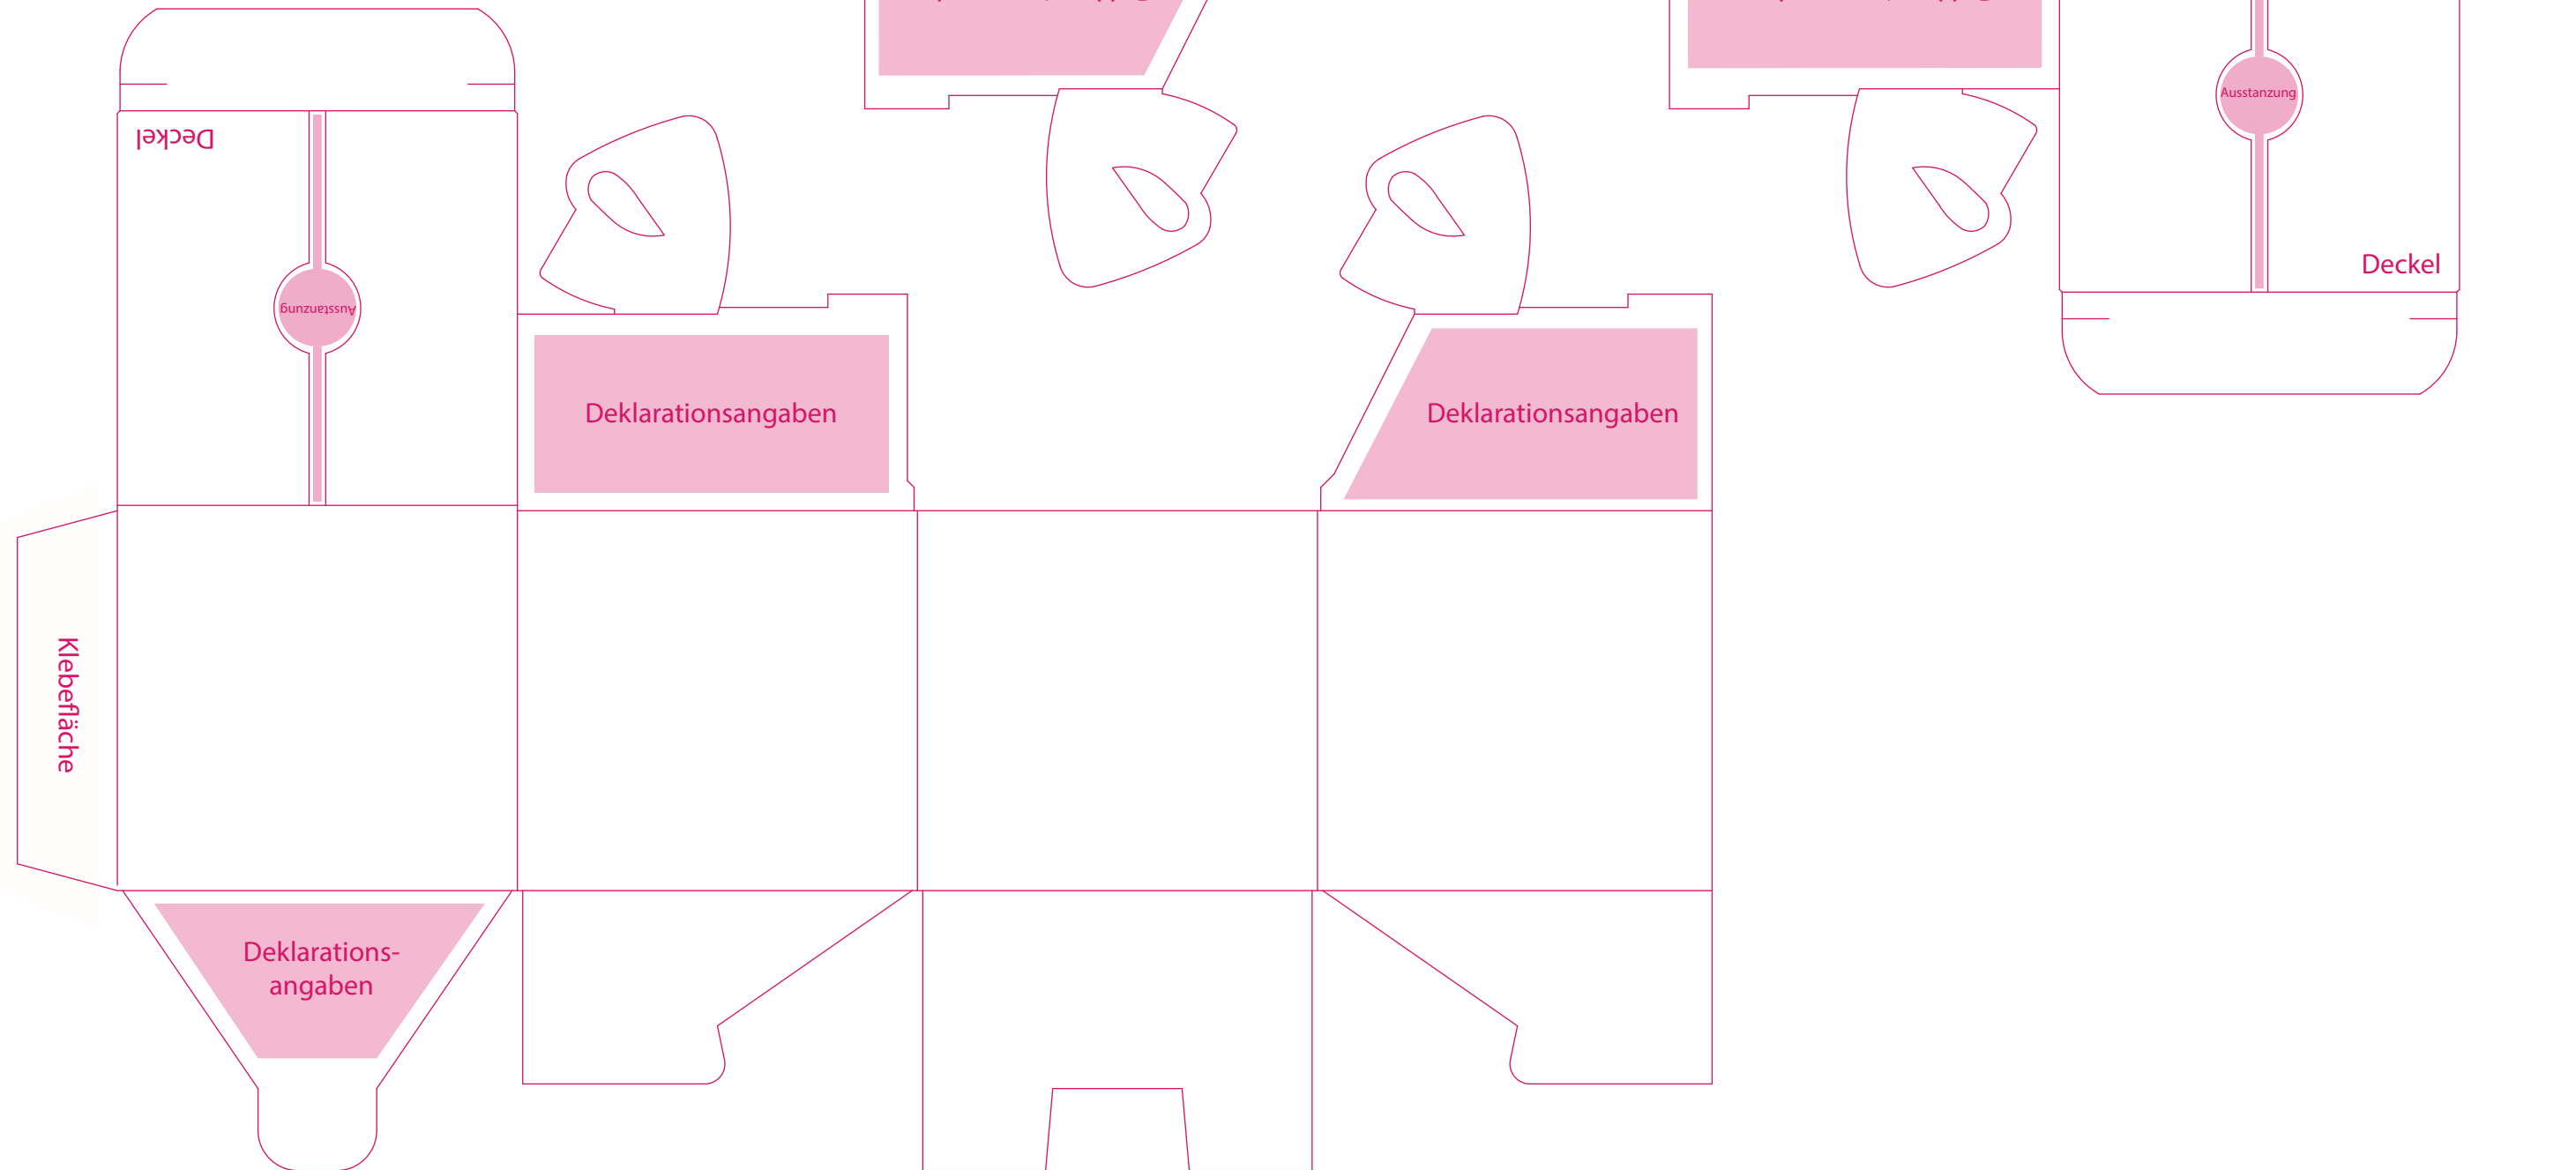 Ausstanzung
Deckel
Deckel
Ausstanzung
Deklarationsangaben
Deklarationsangaben
Klebefläche
Deklarations-
angaben